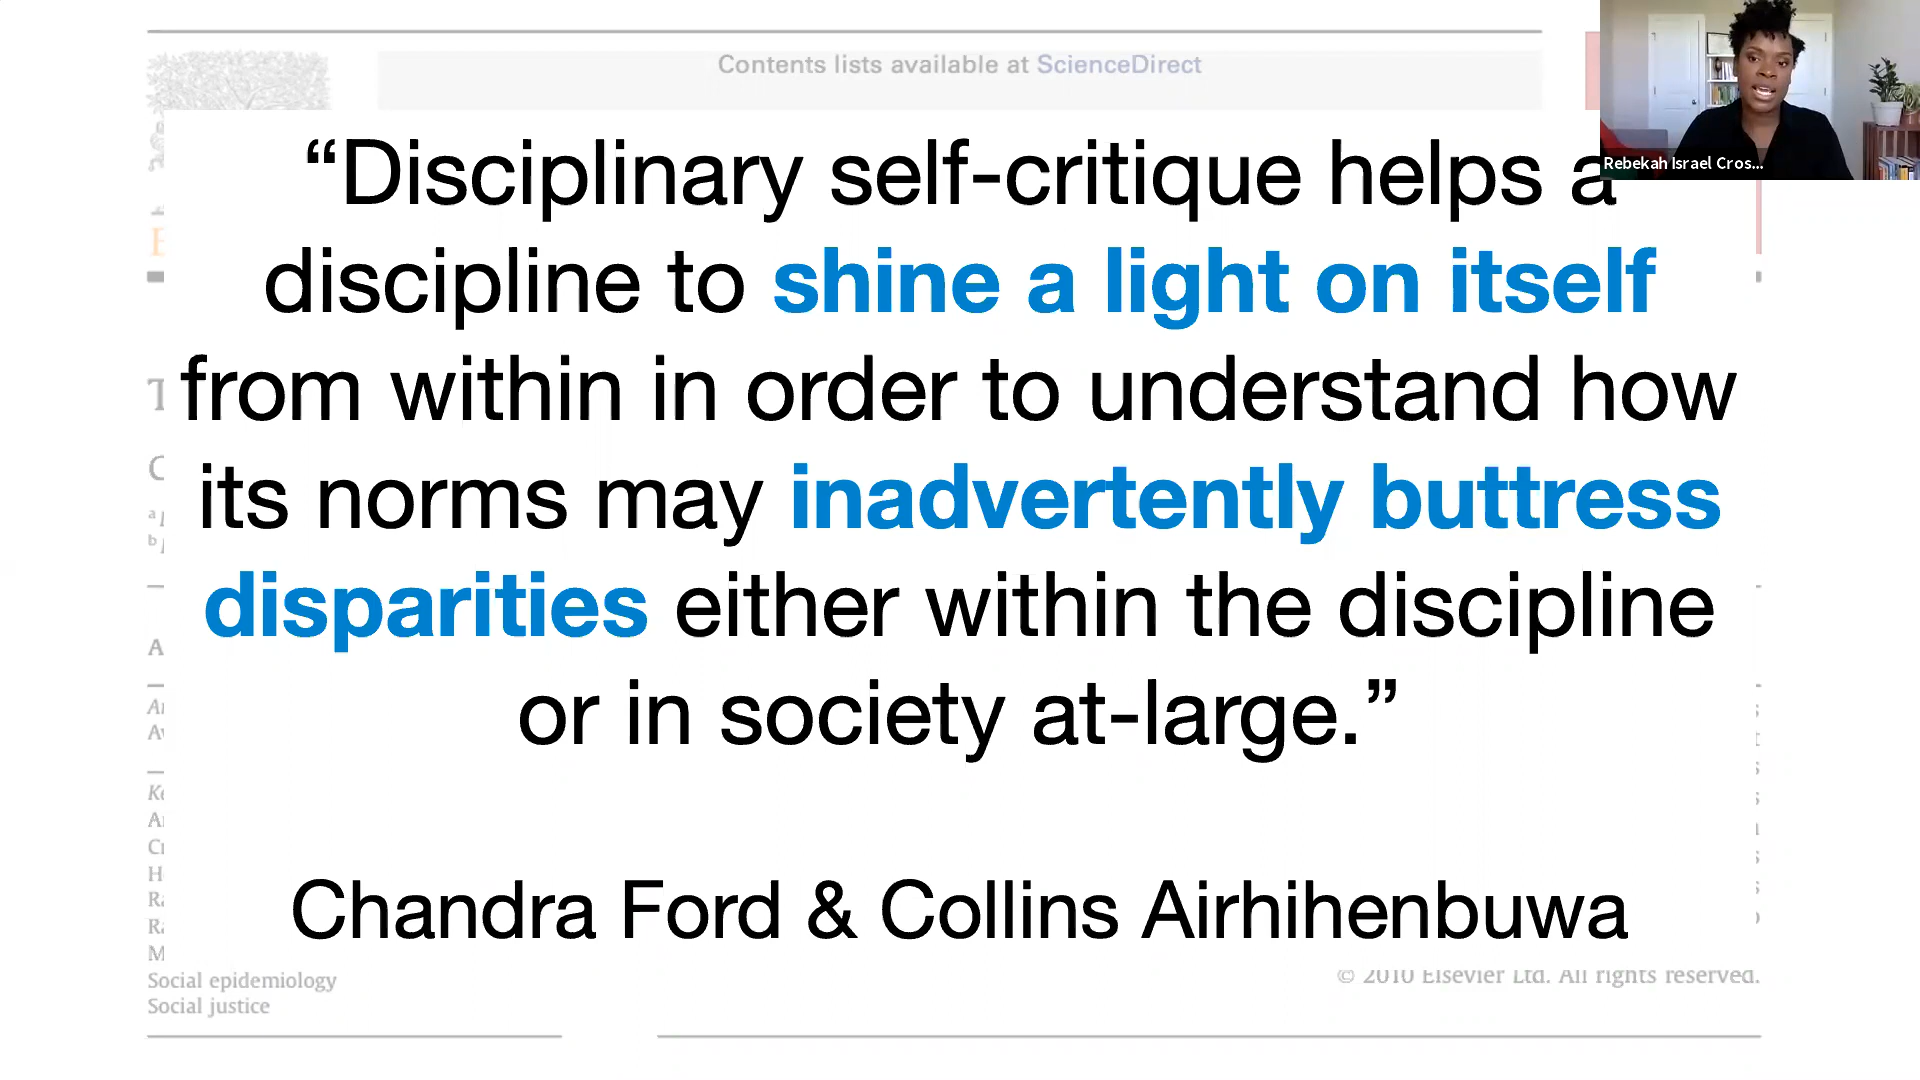 Contents lists available at ScienceDirect
Rebekah Israel Cros...
“Disciplinary self-critique helps a
discipline to shine a light on itself
from within in order to understand how
its norms may inadvertently buttress
disparities either within the discipline
or in society at-large.”
Chandra Ford & Collins Airhihenbuwa
Social epidemiology
Social justice
© 2010 Elsevier Ltd. All rights reserved.